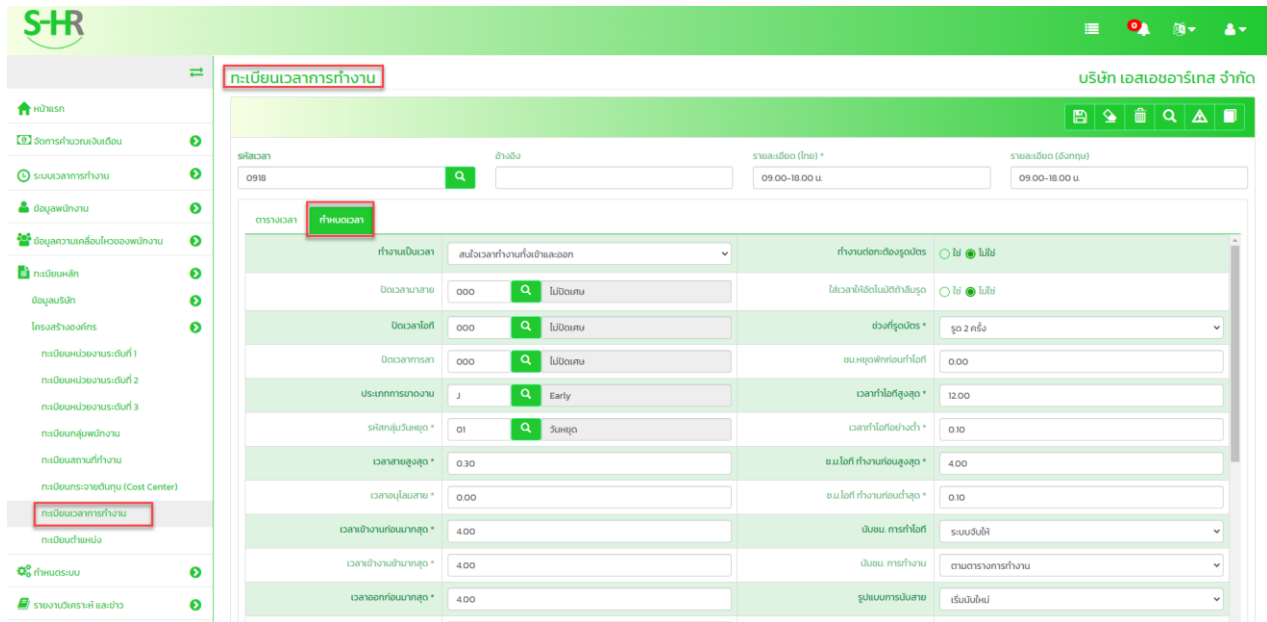 S-HR
0
ทะเบียนเวลาการทำงาน
บริษัท เอสเอชอาร์เทส จำกัด
หน้าแรก
จัดการคำนวณเงินเดือน
ระบบเวลาการทำงาน
ข้อมูลพนักงาน
ข้อมูลความเคลื่อนไหวของพนักงาน
ทะเบียนหลัก
ข้อมูลบริษัท
โครงสร้างองค์กร
ทะเบียนหน่วยงานระดับที่ 1
ทะเบียนหน่วยงานระดับที่ 2
ทะเบียนหน่วยงานระดับที่ 3
ทะเบียนกลุ่มพนักงาน
ทะเบียนสถานที่ทำงาน
ทะเบียนกระจายต้นทุน (Cost Center)
ทะเบียนเวลาการทำงาน
ทะเบียนตำแหน่ง
กำหนดระบบ
รายงานวิเคราะห์ และข่าว
รหัสเวลา อ้างอิง รายละเอียด (ไทย) * รายละเอียด (อังกฤษ)
0918 09.00-18.00 น. 09.00-18.00 น.
ตารางเวลา กำหนดเวลา
ทำงานเป็นเวลา สนใจเวลาทำงานทั้งเข้าและออก ทำงานต่อกะต้องรูดบัตร ใช่ ไม่ใช่
ปัดเวลามาสาย 000 ไม่ปัดเศษ ใส่เวลาให้อัตโนมัติถ้าลืมรูด ใช่ ไม่ใช่
ปัดเวลาโอที 000 ไม่ปัดเศษ ช่วงที่รูดบัตร * รูด 2 ครั้ง
ปัดเวลาการลา 000 ไม่ปัดเศษ ชม.หยุดพักก่อนทำโอที 0.00
ประเภทการขาดงาน J Early เวลาทำโอทีสูงสุด * 12.00
รหัสกลุ่มวันหยุด * 01 วันหยุด เวลาทำโอทีอย่างต่ำ * 0.10
เวลาสายสูงสุด * 0.30 ช.ม.โอที ทำงานก่อนสูงสุด * 4.00
เวลาอนุโลมสาย * 0.00 ช.ม.โอที ทำงานก่อนต่ำสุด * 0.10
เวลาเข้างานก่อนมากสุด * 4.00 นับชม. การทำโอที ระบบจับให้
เวลาเข้างานช้ามากสุด * 4.00 นับชม. การทำงาน ตามตารางการทำงาน
เวลาออกก่อนมากสุด * 4.00 รูปแบบการนับสาย เริ่มนับใหม่